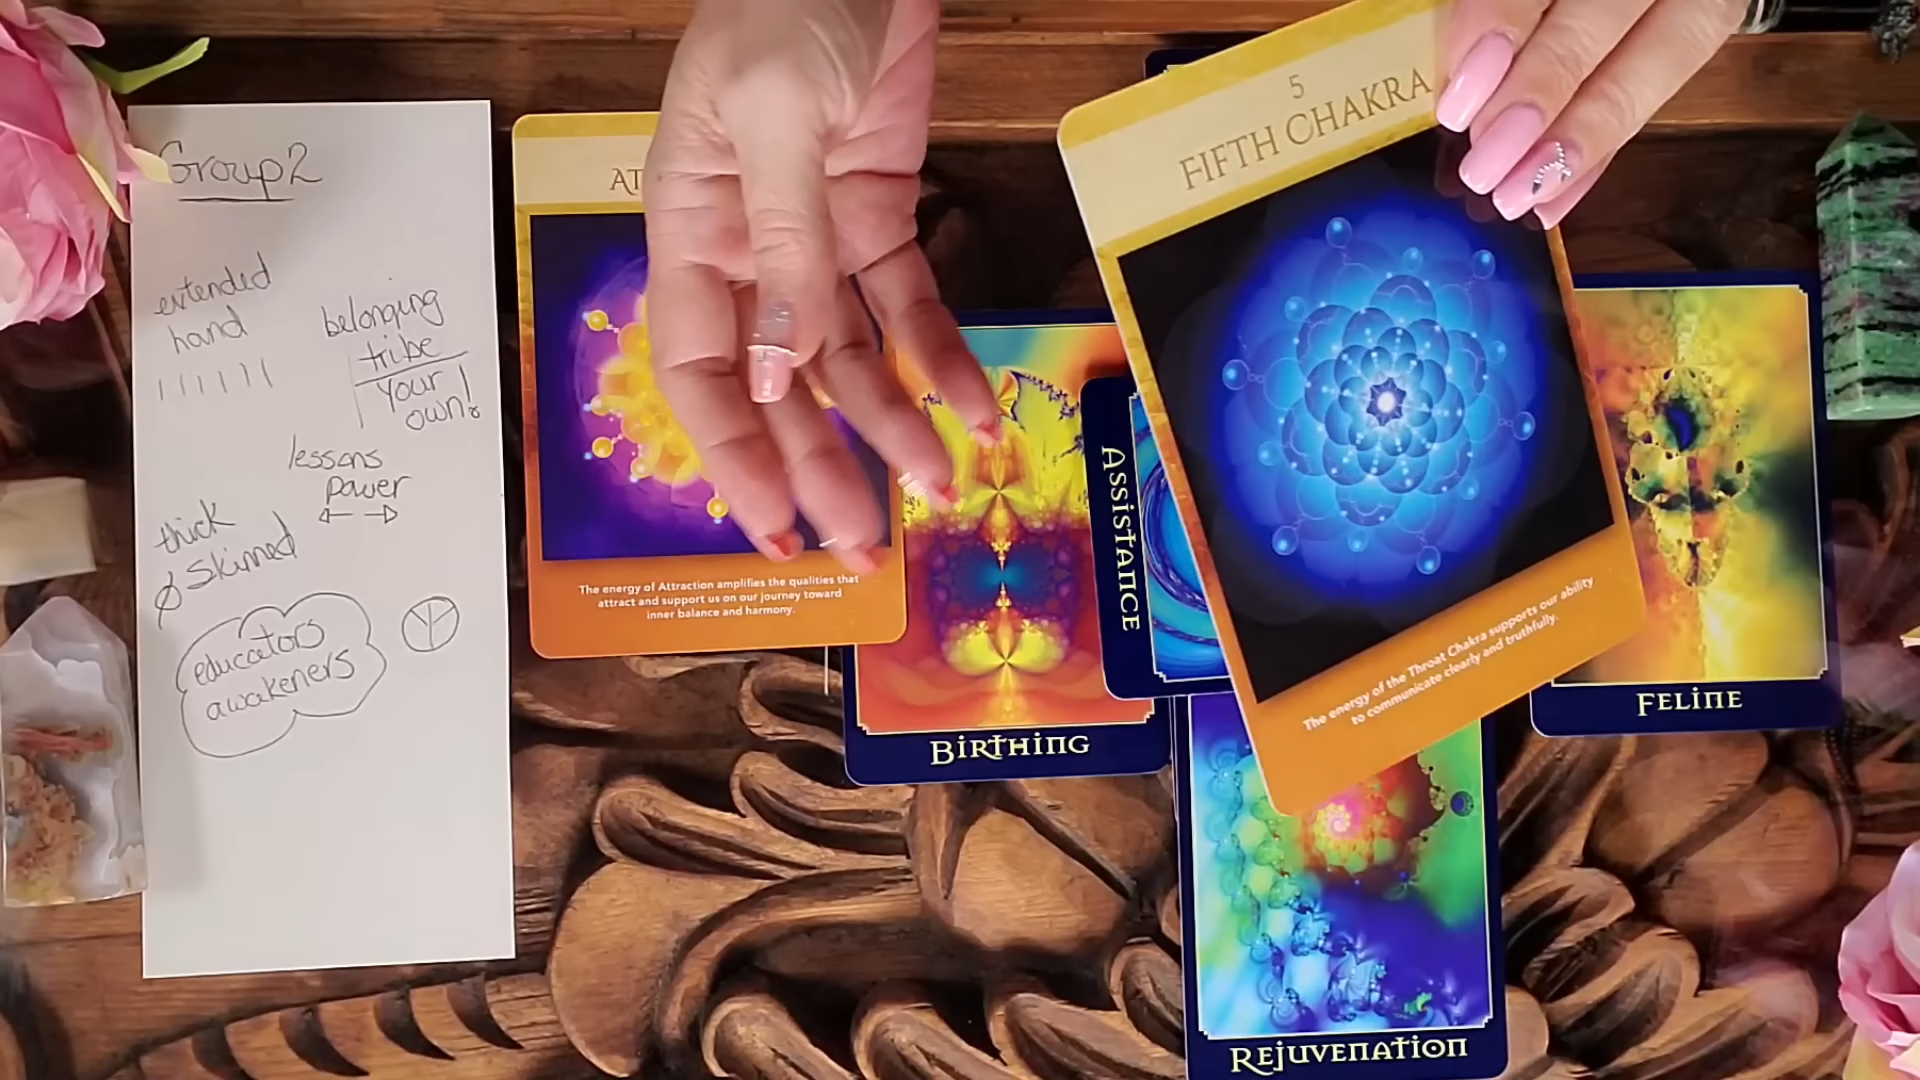 Group 2
extended
hand
belonging
tribe
your
own!
lessons
power
thick
skinned
educators
awakeners
AT
The energy of Attraction amplifies the qualities that
attract and support us on our journey toward
inner balance and harmony.
BIRTHING
ASSISTANCE
5
FIFTH CHAKRA
The energy of the Throat Chakra supports our ability
to communicate clearly and truthfully.
REJUVENATION
FELINE